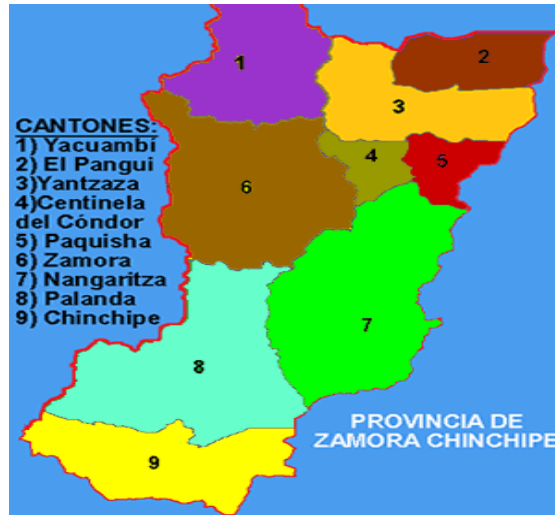 1
2
3
CANTONES:
1) Yacuambí
2) El Pangui
3)Yantzaza
4)Centinela
del Cóndor
5) Paquisha
6) Zamora
7) Nangaritza
8) Palanda
9) Chinchipe
4
5
6
7
8
PROVINCIA DE
ZAMORA CHINCHIPE
9